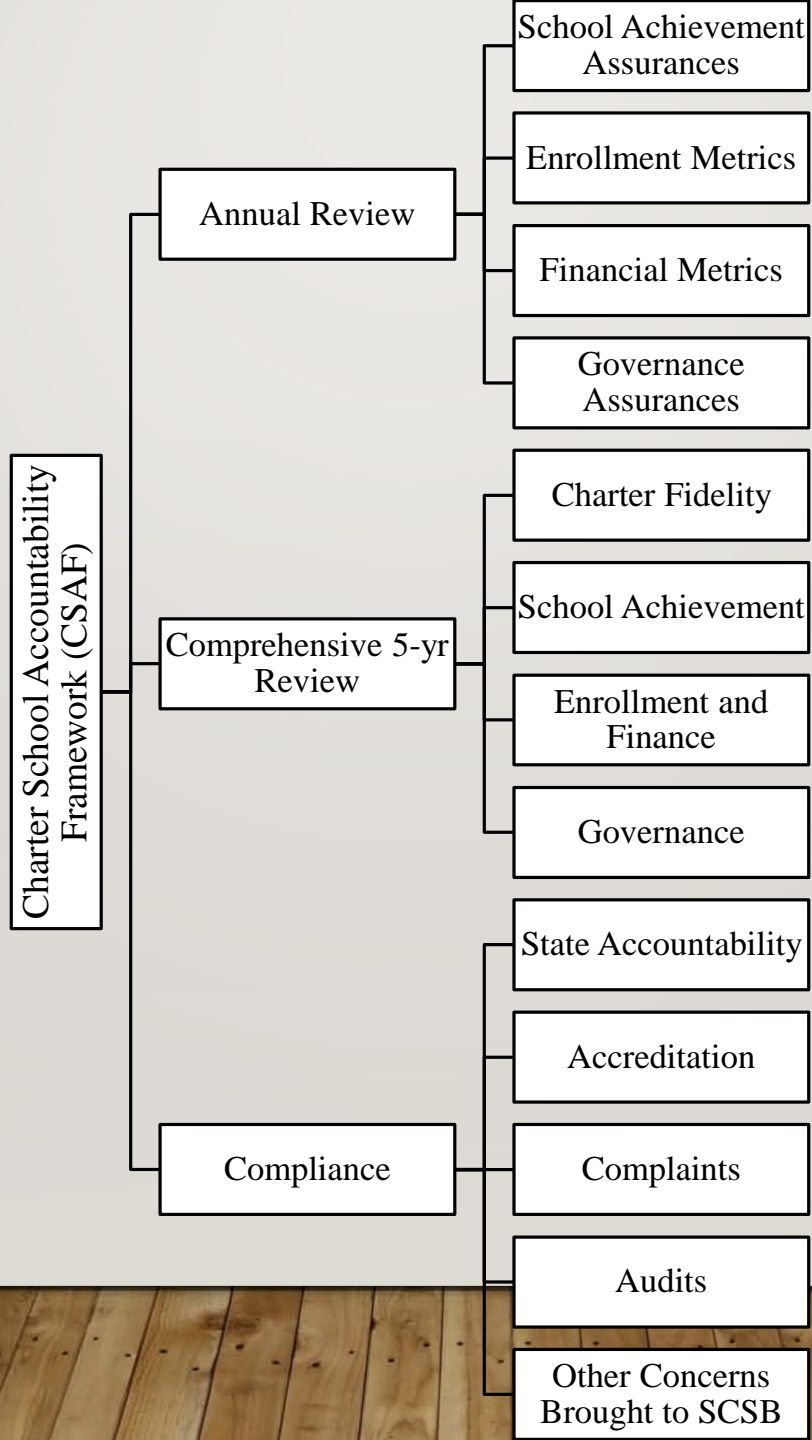 Charter School Accountability
Framework (CSAF)
Annual Review
School Achievement
Assurances
Enrollment Metrics
Financial Metrics
Governance
Assurances
Comprehensive 5-yr
Review
Charter Fidelity
School Achievement
Enrollment and
Finance
Governance
Compliance
State Accountability
Accreditation
Complaints
Audits
Other Concerns
Brought to SCSB